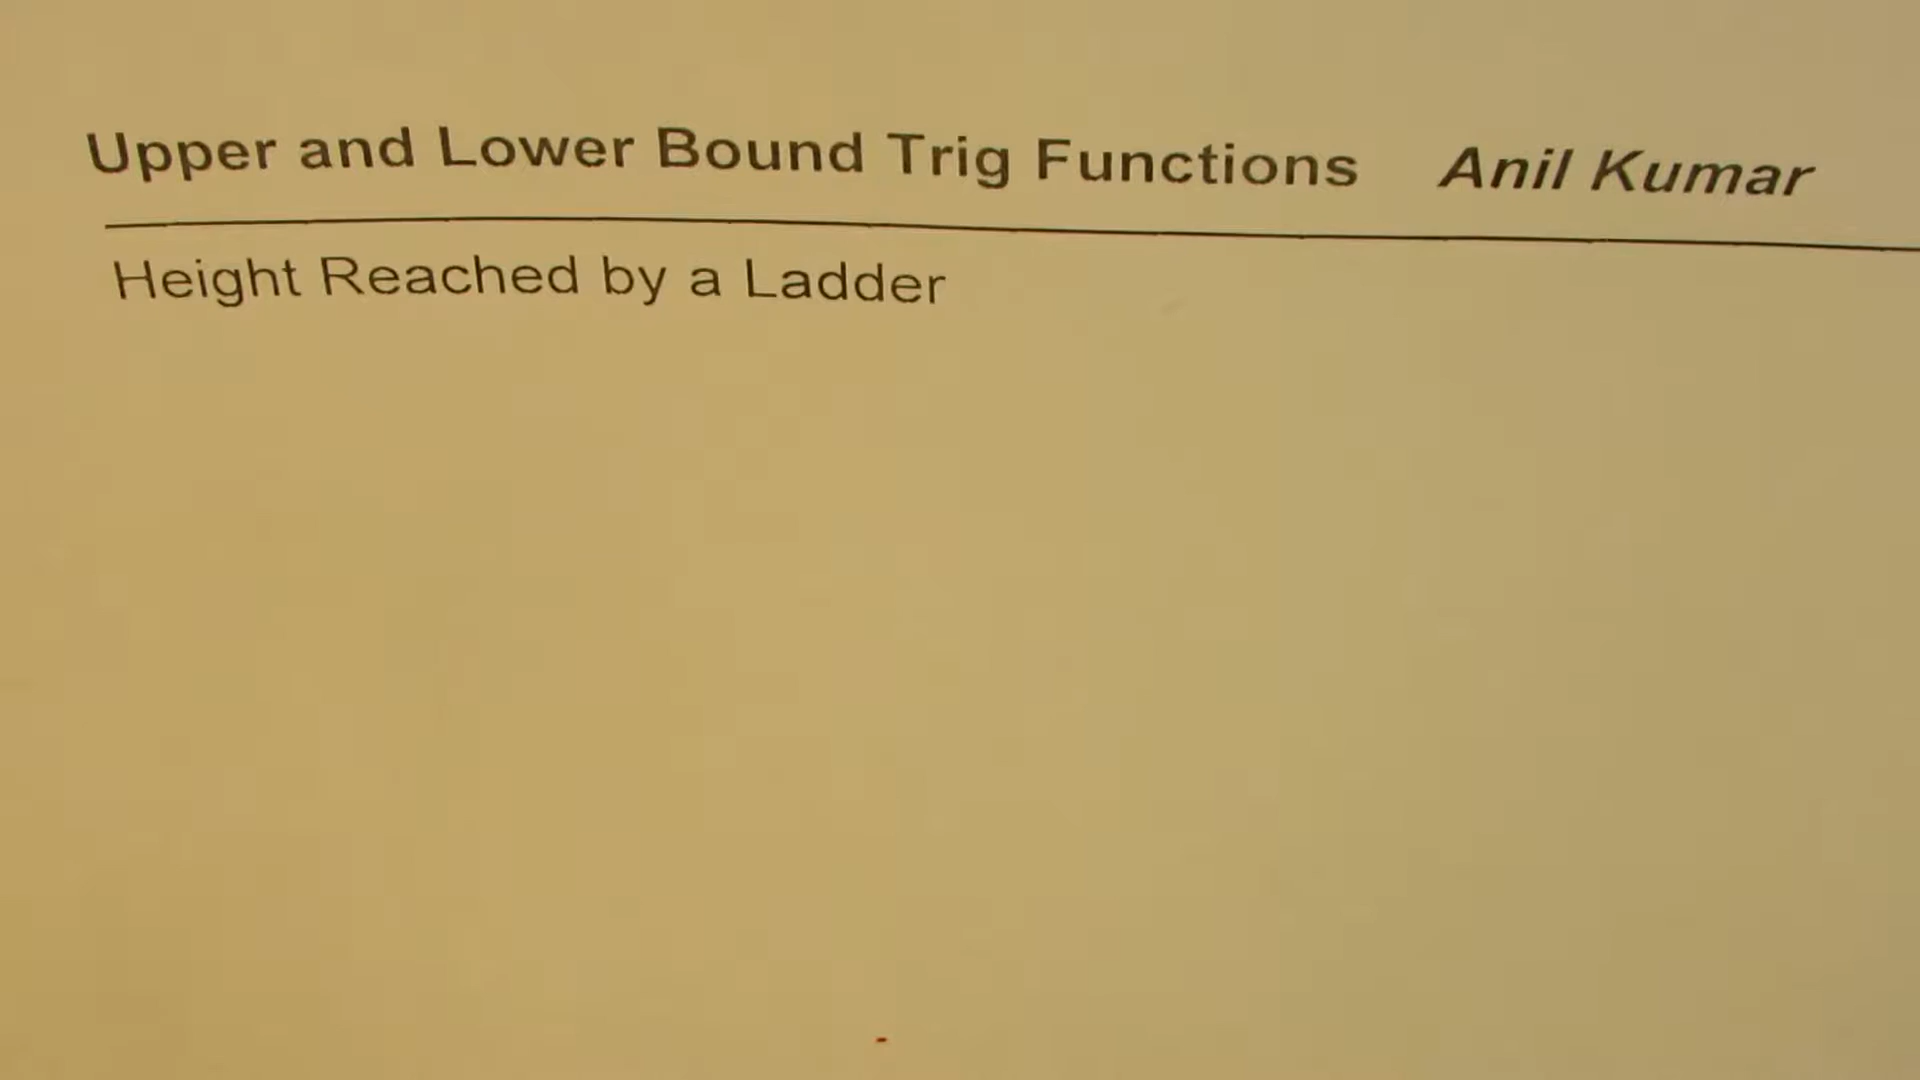 Upper and Lower Bound Trig Functions Anil Kumar
Height Reached by a Ladder